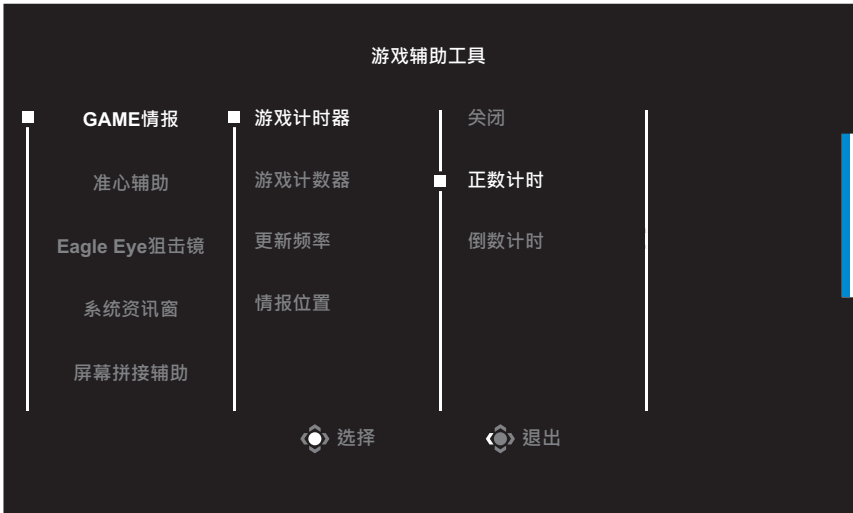 游戏辅助工具
GAME情报
游戏计时器
关闭
准心辅助
游戏计数器
正数计时
Eagle Eye狙击镜
更新频率
倒数计时
系统资讯窗
情报位置
屏幕拼接辅助
选择
退出